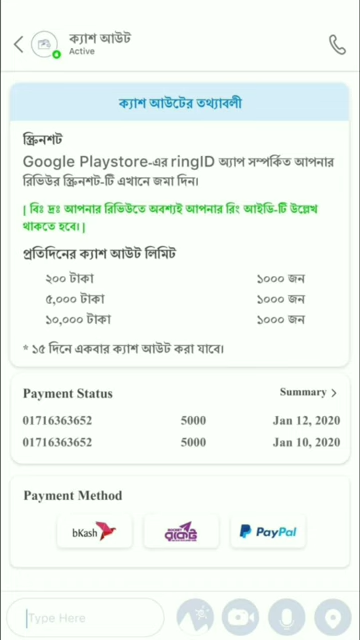 ক্যাশ আউট
Active
ক্যাশ আউটের তথ্যাবলী
স্ক্রিনশট
Google Playstore-এর ringID অ্যাপ সম্পর্কিত আপনার
রিভিউর স্ক্রিনশট-টি এখানে জমা দিন।
| বিঃ দ্রঃ আপনার রিভিউতে অবশ্যই আপনার রিং আইডি-টি উল্লেখ
থাকতে হবে। |
প্রতিদিনের ক্যাশ আউট লিমিট
২০০ টাকা ১০০০ জন
৫,০০০ টাকা ১০০০ জন
১০,০০০ টাকা ১০০০ জন
* ১৫ দিনে একবার ক্যাশ আউট করা যাবে।
Payment Status Summary >
01716363652 5000 Jan 12, 2020
01716363652 5000 Jan 10, 2020
Payment Method
bKash রকেট PayPal
Type Here